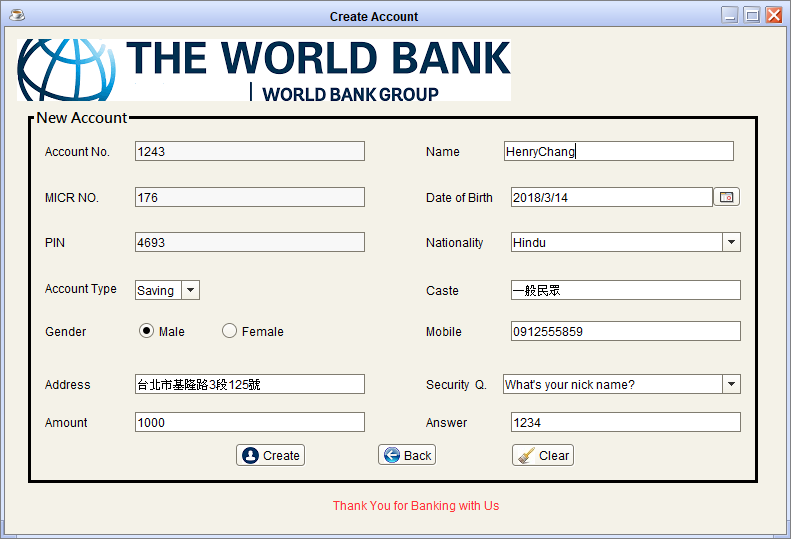 Create Account
THE WORLD BANK
WORLD BANK GROUP
New Account
Account No. 1243 Name HenryChang
MICR NO. 176 Date of Birth 2018/3/14
PIN 4693 Nationality Hindu
Account Type Saving Caste 一般民眾
Gender Male Female Mobile 0912555859
Address 台北市基隆路3段125號 Security Q. What's your nick name?
Amount 1000 Answer 1234
Create Back Clear
Thank You for Banking with Us